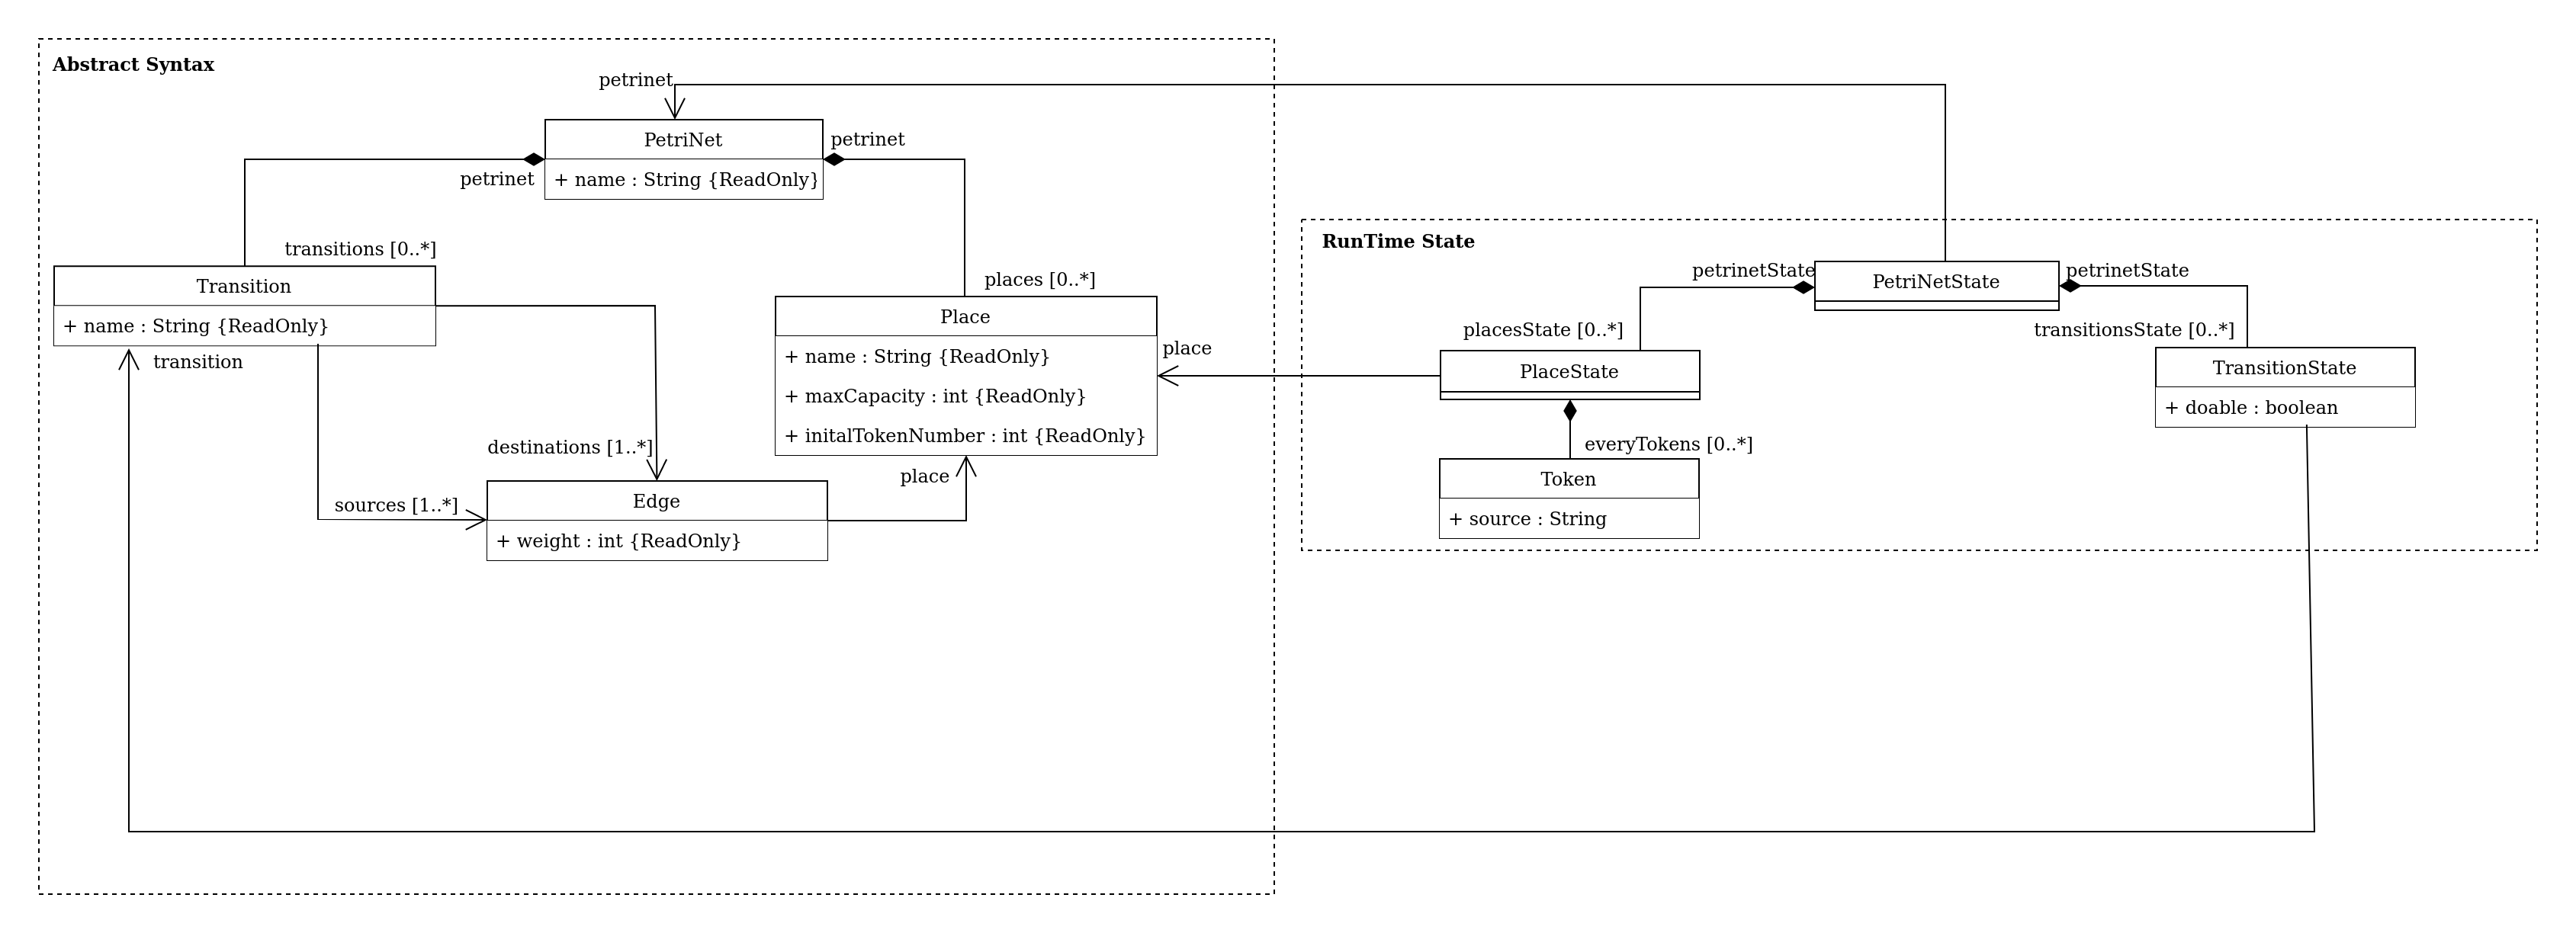 Abstract Syntax
petrinet
PetriNet
petrinet
+ name : String {ReadOnly}
petrinet
transitions [0..*]
Transition
+ name : String {ReadOnly}
transition
places [0..*]
Place
+ name : String {ReadOnly}
+ maxCapacity : int {ReadOnly}
+ initalTokenNumber : int {ReadOnly}
place
destinations [1..*]
sources [1..*]
Edge
+ weight : int {ReadOnly}
place
RunTime State
petrinetState
PetriNetState
petrinetState
placesState [0..*]
PlaceState
transitionsState [0..*]
TransitionState
+ doable : boolean
everyTokens [0..*]
Token
+ source : String